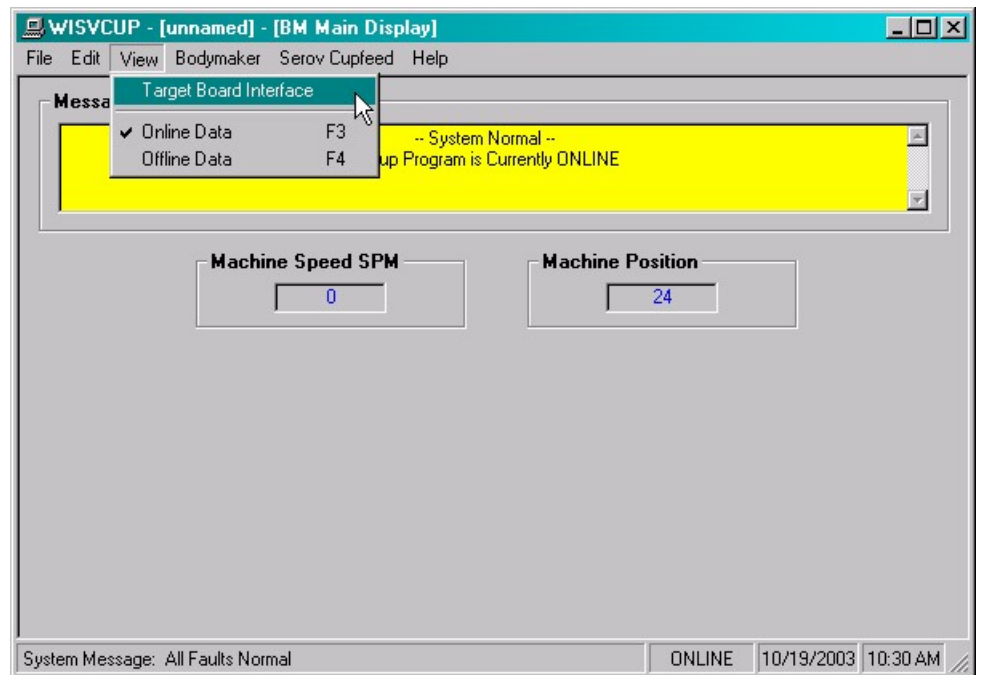 WISVCUP - [unnamed] - [BM Main Display]
File Edit View Bodymaker Serov Cupfeed Help
Target Board Interface
✔ Online Data F3
Offline Data F4
Messa
-- System Normal --
up Program is Currently ONLINE
Machine Speed SPM
0
Machine Position
24
System Message: All Faults Normal ONLINE 10/19/2003 10:30 AM